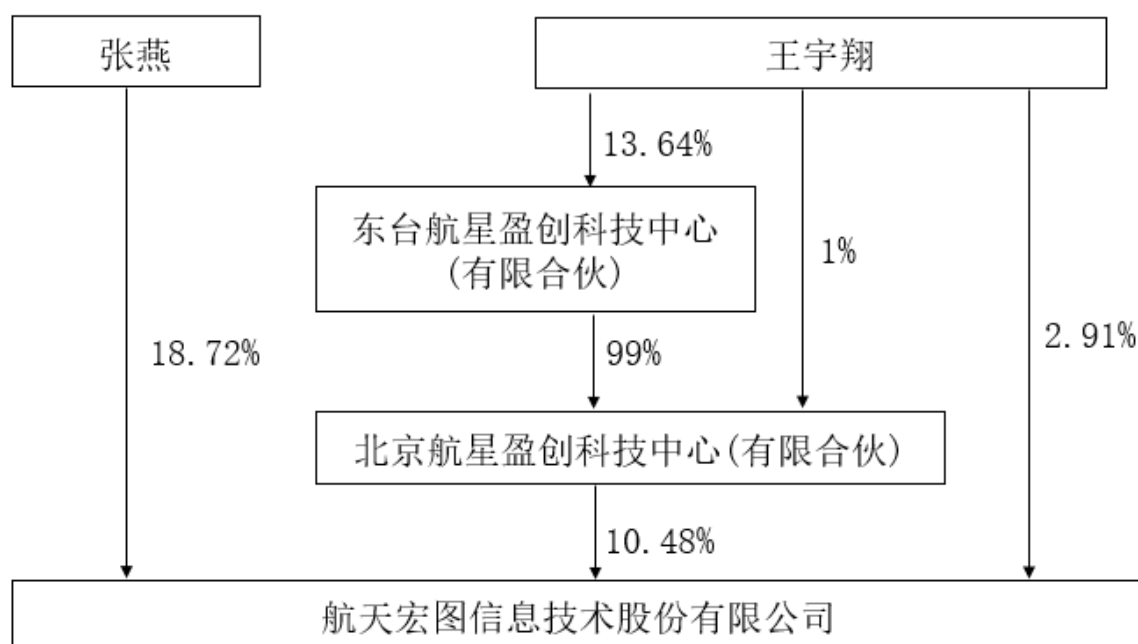 张燕
王宇翔
13.64%
东台航星盈创科技中心
(有限合伙)
1%
18.72%
99%
2.91%
北京航星盈创科技中心(有限合伙)
10.48%
航天宏图信息技术股份有限公司